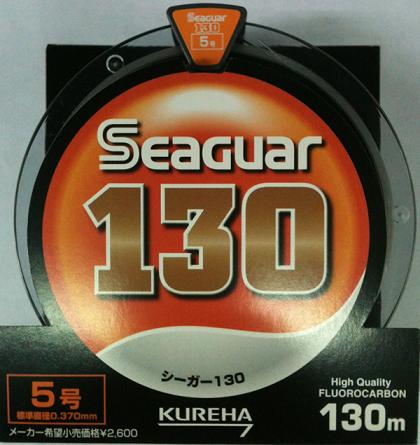 Seaguar
130
5号
Seaguar
130
シーガー130
5号
標準直径0.370mm
メーカー希望小売価格¥2,600
KUREHA
High Quality
FLUOROCARBON
130m